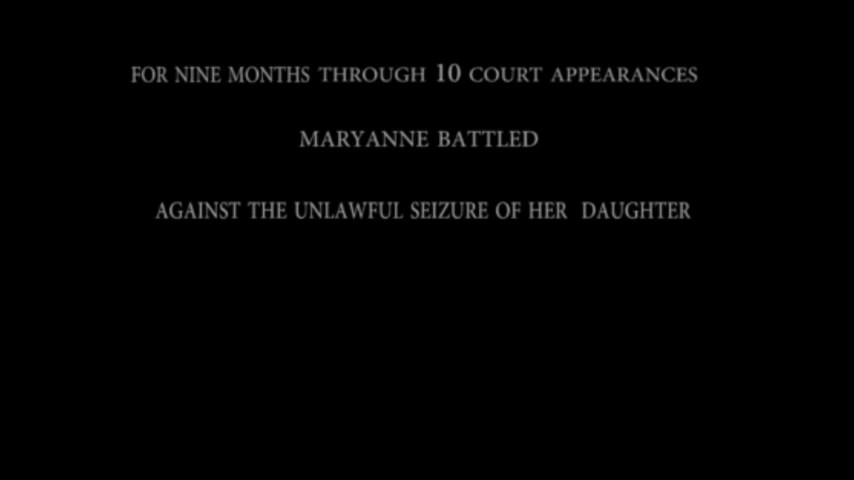 FOR NINE MONTHS THROUGH 10 COURT APPEARANCES
MARYANNE BATTLED
AGAINST THE UNLAWFUL SEIZURE OF HER DAUGHTER